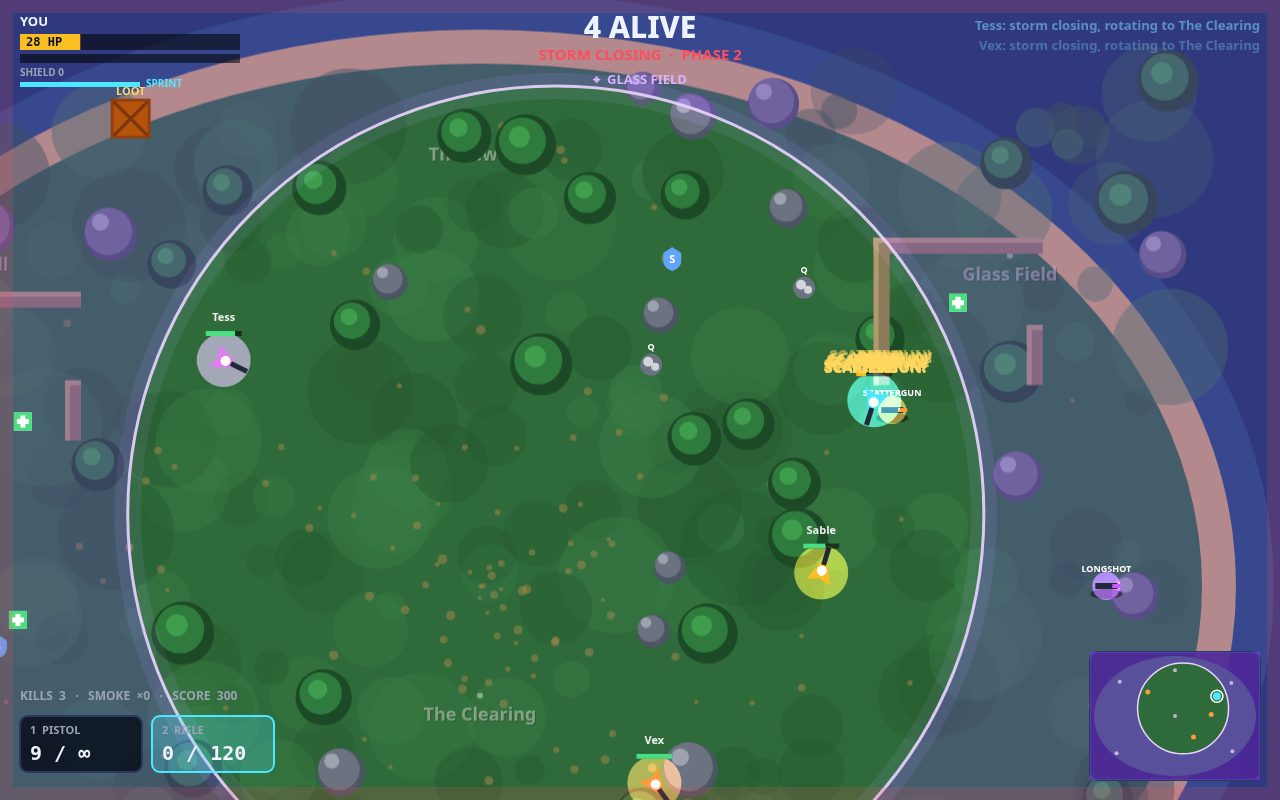 YOU
28 HP
SHIELD 0
SPRINT
LOOT
4 ALIVE
STORM CLOSING · PHASE 2
⌖ GLASS FIELD
Tess: storm closing, rotating to The Clearing
Vex: storm closing, rotating to The Clearing
S
Q
Glass Field
Tess
Q
SCATTERGUN
Sable
LONGSHOT
KILLS 3 · SMOKE ×0 · SCORE 300
The Clearing
1 PISTOL
9 / ∞
2 RIFLE
0 / 120
Vex